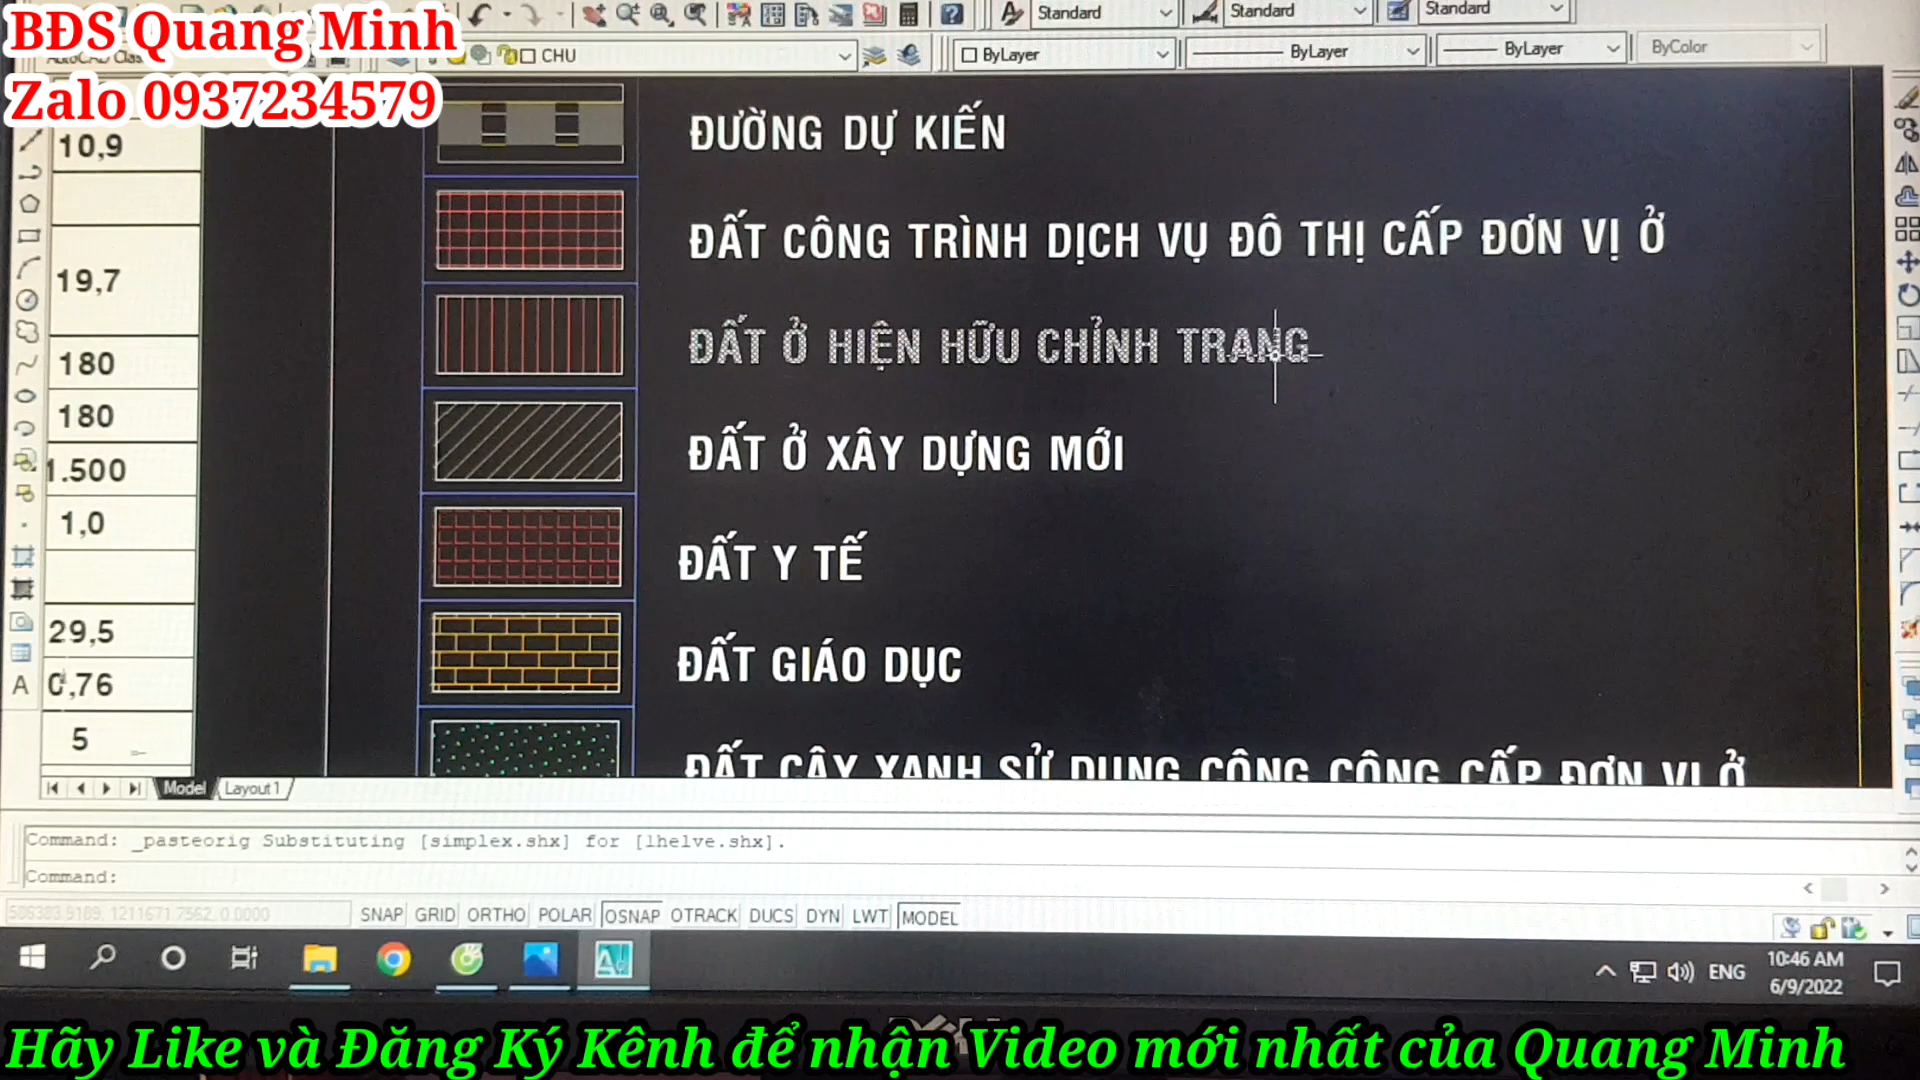 BĐS Quang Minh
Zalo 0937234579
Standard
Standard
Standard
CHU
ByLayer
ByLayer
ByLayer
ByColor
10,9
19,7
180
180
1.500
1,0
29,5
0,76
5
ĐƯỜNG DỰ KIẾN
ĐẤT CÔNG TRÌNH DỊCH VỤ ĐÔ THỊ CẤP ĐƠN VỊ Ở
ĐẤT Ở HIỆN HỮU CHỈNH TRANG
ĐẤT Ở XÂY DỰNG MỚI
ĐẤT Y TẾ
ĐẤT GIÁO DỤC
ĐẤT CÂY XANH SỬ DỤNG CÔNG CỘNG CẤP ĐƠN VỊ Ở
Model
Layout1
Command: _pasteorig Substituting [simplex.shx] for [lhelve.shx].
Command:
SNAP GRID ORTHO POLAR OSNAP OTRACK DUCS DYN LWT MODEL
ENG
10:46 AM
6/9/2022
Hãy Like và Đăng Ký Kênh để nhận Video mới nhất của Quang Minh